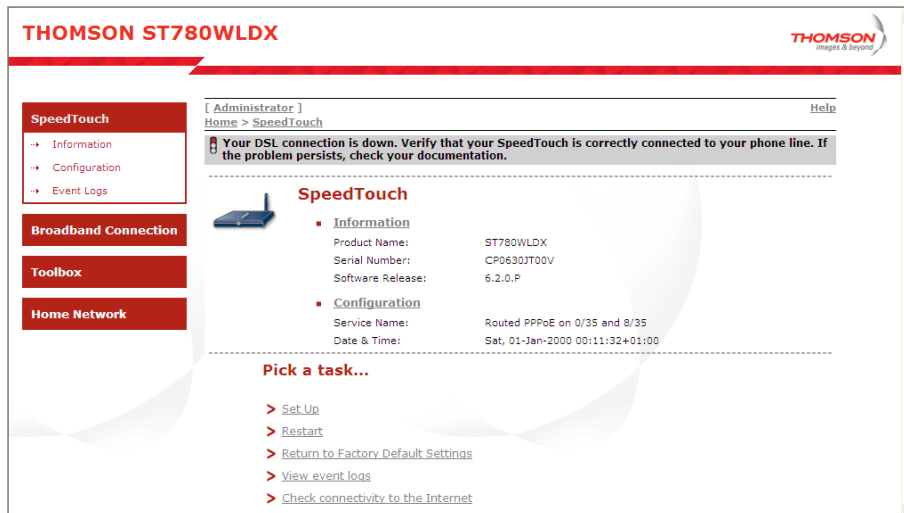 THOMSON ST780WLDX
THOMSON
images & beyond
SpeedTouch
Information
Configuration
Event Logs
Broadband Connection
Toolbox
Home Network
[ Administrator ]
Help
Home > SpeedTouch
Your DSL connection is down. Verify that your SpeedTouch is correctly connected to your phone line. If
the problem persists, check your documentation.
SpeedTouch
Information
Product Name: ST780WLDX
Serial Number: CP0630JT00V
Software Release: 6.2.0.P
Configuration
Service Name: Routed PPPoE on 0/35 and 8/35
Date & Time: Sat, 01-Jan-2000 00:11:32+01:00
Pick a task...
> Set Up
> Restart
> Return to Factory Default Settings
> View event logs
> Check connectivity to the Internet